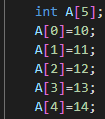 int A[5];
A[0]=10;
A[1]=11;
A[2]=12;
A[3]=13;
A[4]=14;